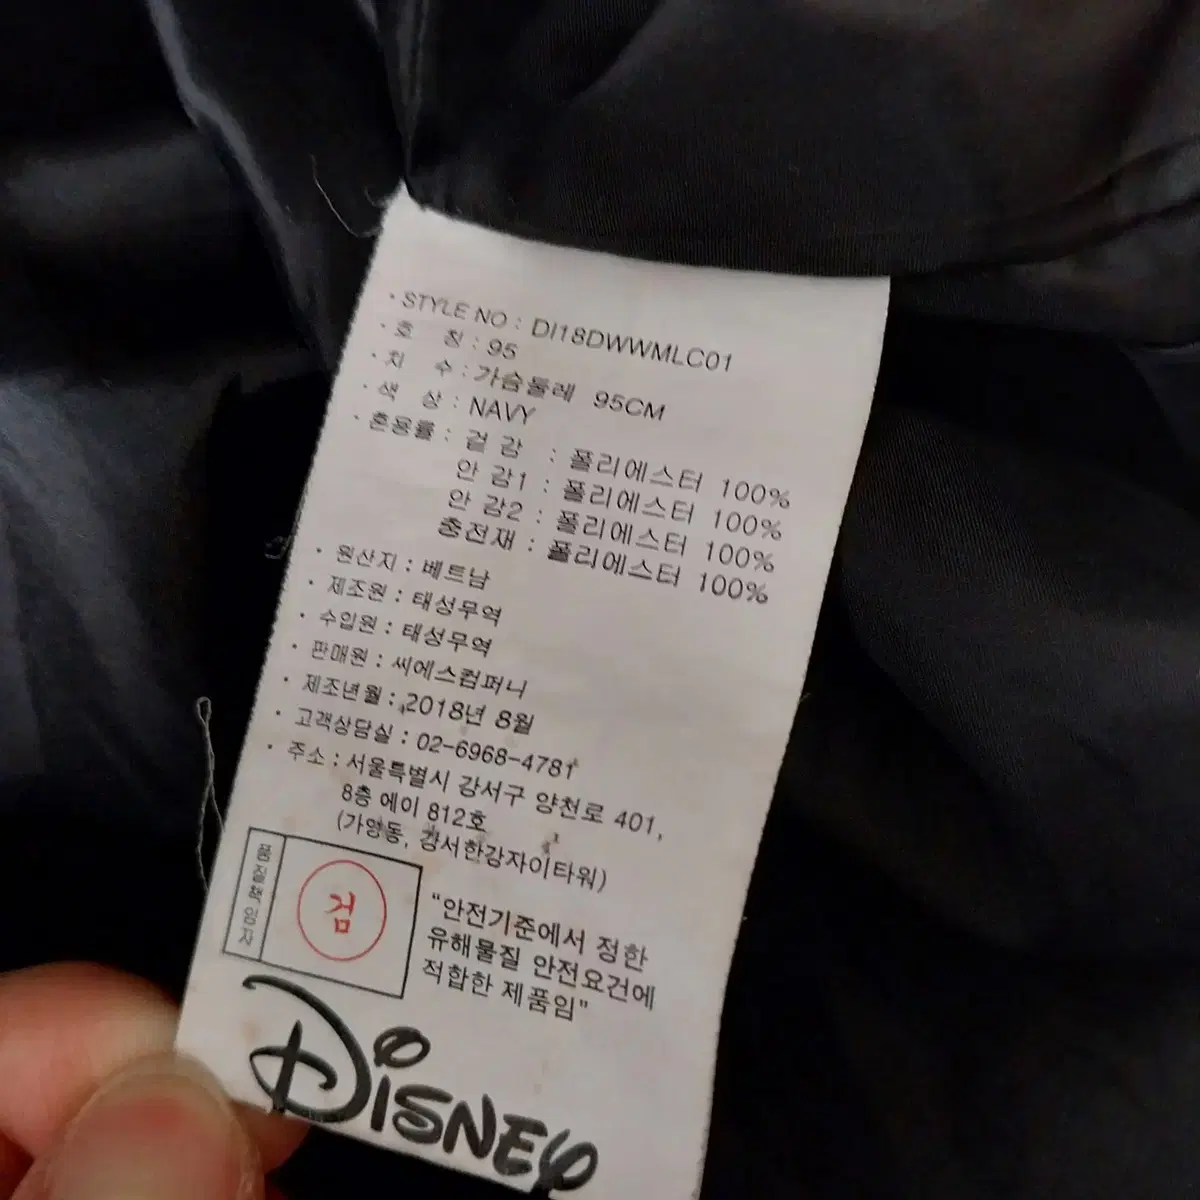 · STYLE NO : DI18DWWMLC01
· 호 칭 : 95
· 치 수 : 가슴둘레 95CM
· 색 상 : NAVY
· 혼용률 : 겉 감 : 폴리에스터 100%
안 감1 : 폴리에스터 100%
안 감2 : 폴리에스터 100%
충전재 : 폴리에스터 100%
· 원산지 : 베트남
· 제조원 : 태성무역
· 수입원 : 태성무역
· 판매원 : 씨에스컴퍼니
· 제조년월 : 2018년 8월
· 고객상담실 : 02-6968-4781
· 주소 : 서울특별시 강서구 양천로 401,
8층 에이 812호
(가양동, 강서한강자이타워)
품질책임자
검
"안전기준에서 정한
유해물질 안전요건에
적합한 제품임"
DISNEY